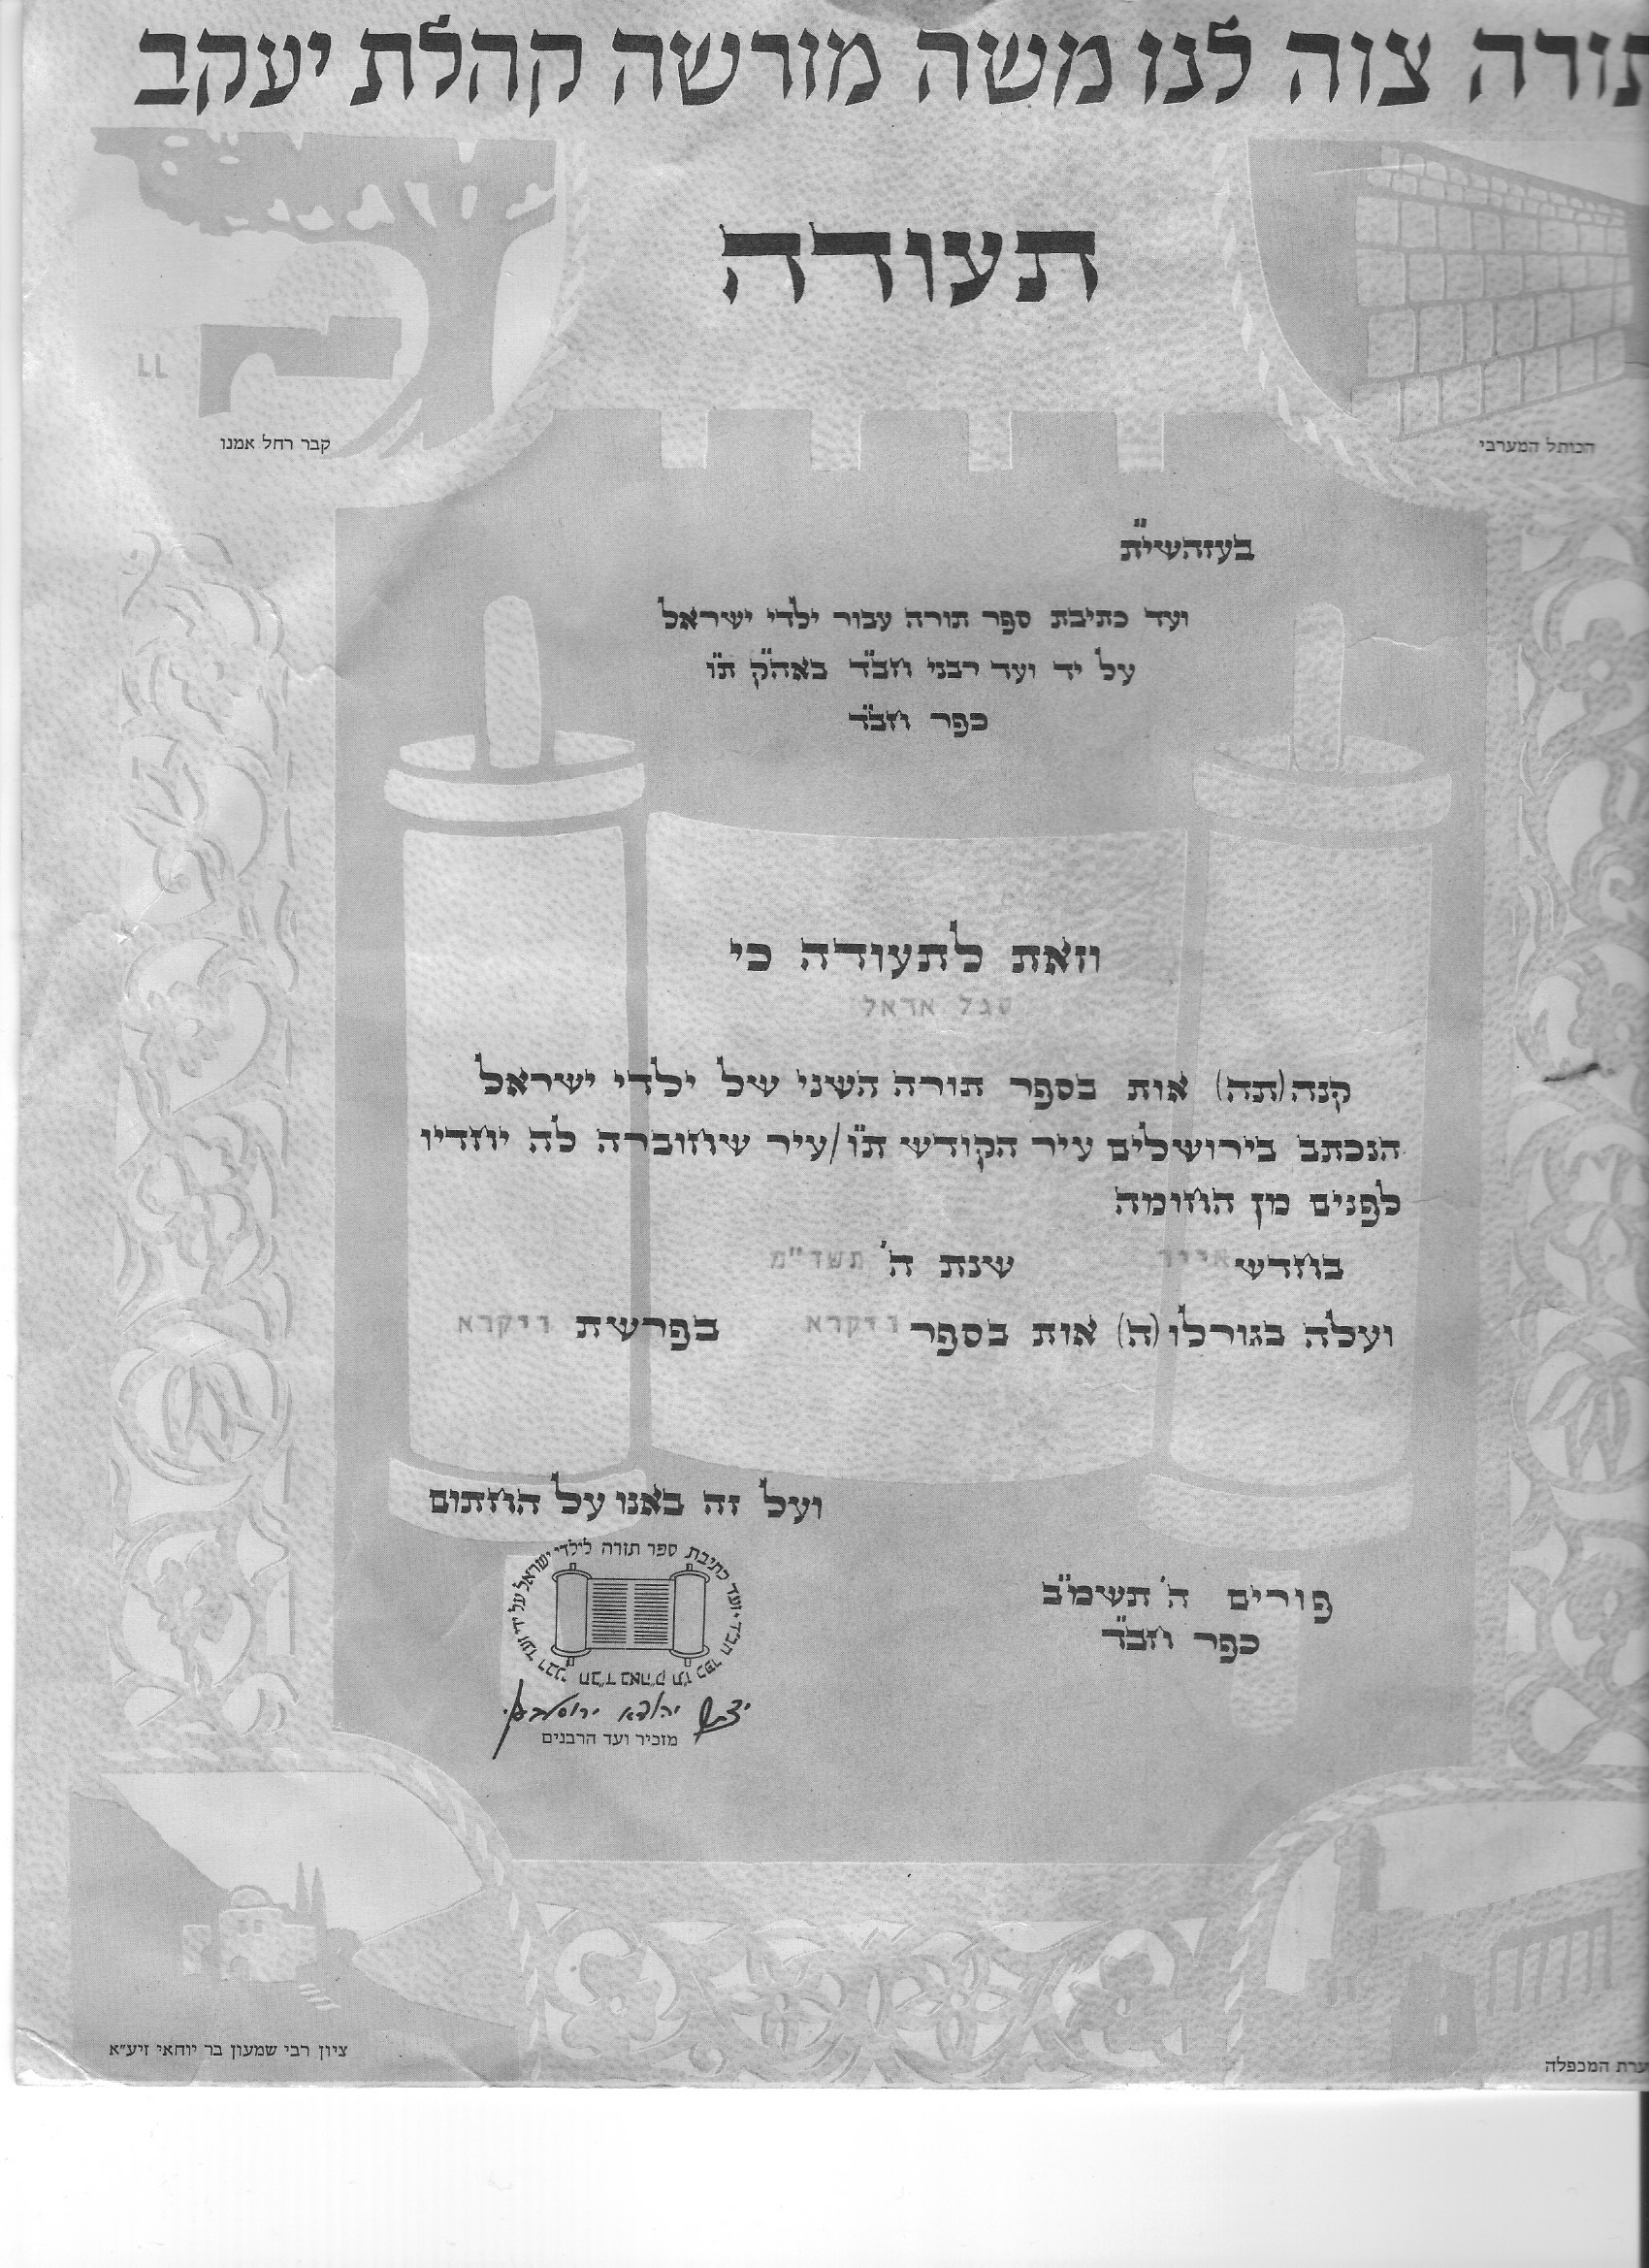 תורה צוה לנו משה מורשה קהלת יעקב
תעודה
הכותל המערבי
קבר רחל אמנו
בעזהשי"ת
ועד כתיבת ספר תורה עבור ילדי ישראל
על ידי ועד רבני חב"ד באהק ת"ו
כפר חב"ד
וזאת לתעודה כי
סגל אראל
קנה(תה) אות בספר תורה השני של ילדי ישראל
הנכתב בירושלים עיר הקודש ת"ו/עיר שחוברה לה יחדיו
לפנים מן החומה
בחדש אייר שנת ה' תשד"מ
ועלה בגורלו(ה) אות בספר ויקרא בפרשת ויקרא
ועל זה באנו על החתום
פורים ה' תשמ"ב
כפר חב"ד
ועד כתיבת ספר תורה לילדי ישראל על יד ועד רבני חב"ד באה"ק ת"ו כפר חב"ד
יצחק יהודא ירוסלבסקי
מזכיר ועד הרבנים
ציון רבי שמעון בר יוחאי זיע"א
ערת המכפלה